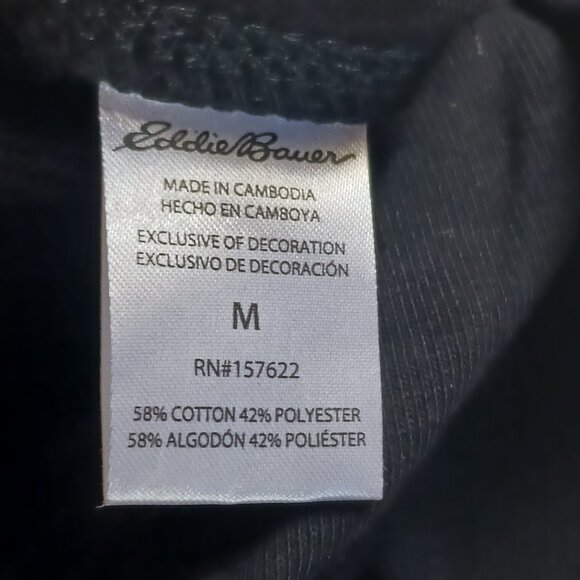 Eddie Bauer
MADE IN CAMBODIA
HECHO EN CAMBOYA
EXCLUSIVE OF DECORATION
EXCLUSIVO DE DECORACIÓN
M
RN#157622
58% COTTON 42% POLYESTER
58% ALGODÓN 42% POLIÉSTER